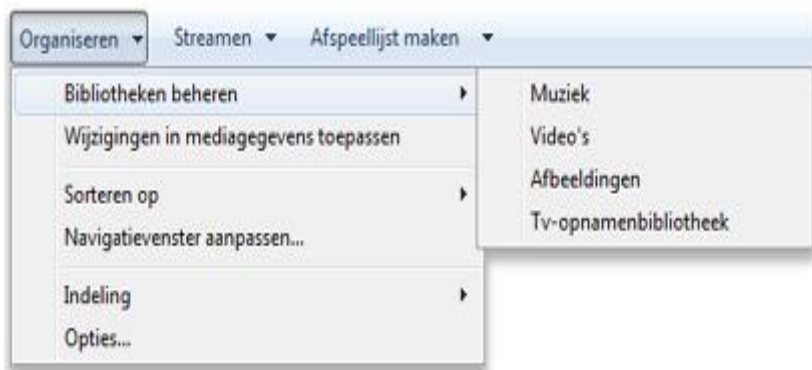 Organiseren Streamen Afspeellijst maken
Bibliotheken beheren
Wijzigingen in mediagegevens toepassen
Sorteren op
Navigatievenster aanpassen...
Indeling
Opties...
Muziek
Video's
Afbeeldingen
Tv-opnamenbibliotheek